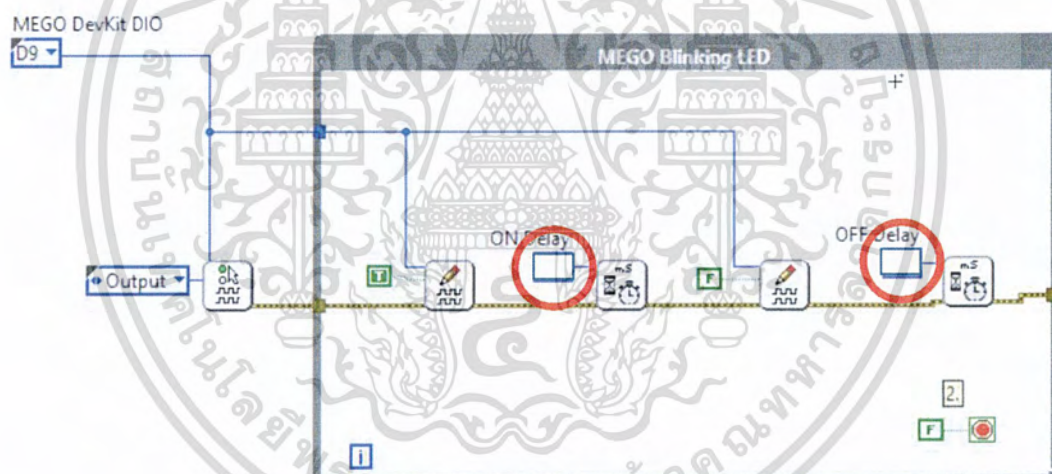 MEGO DevKit DIO
D9
MEGO Blinking LED
ON Delay
OFF Delay
Output
T
mS
F
mS
2.
F
i